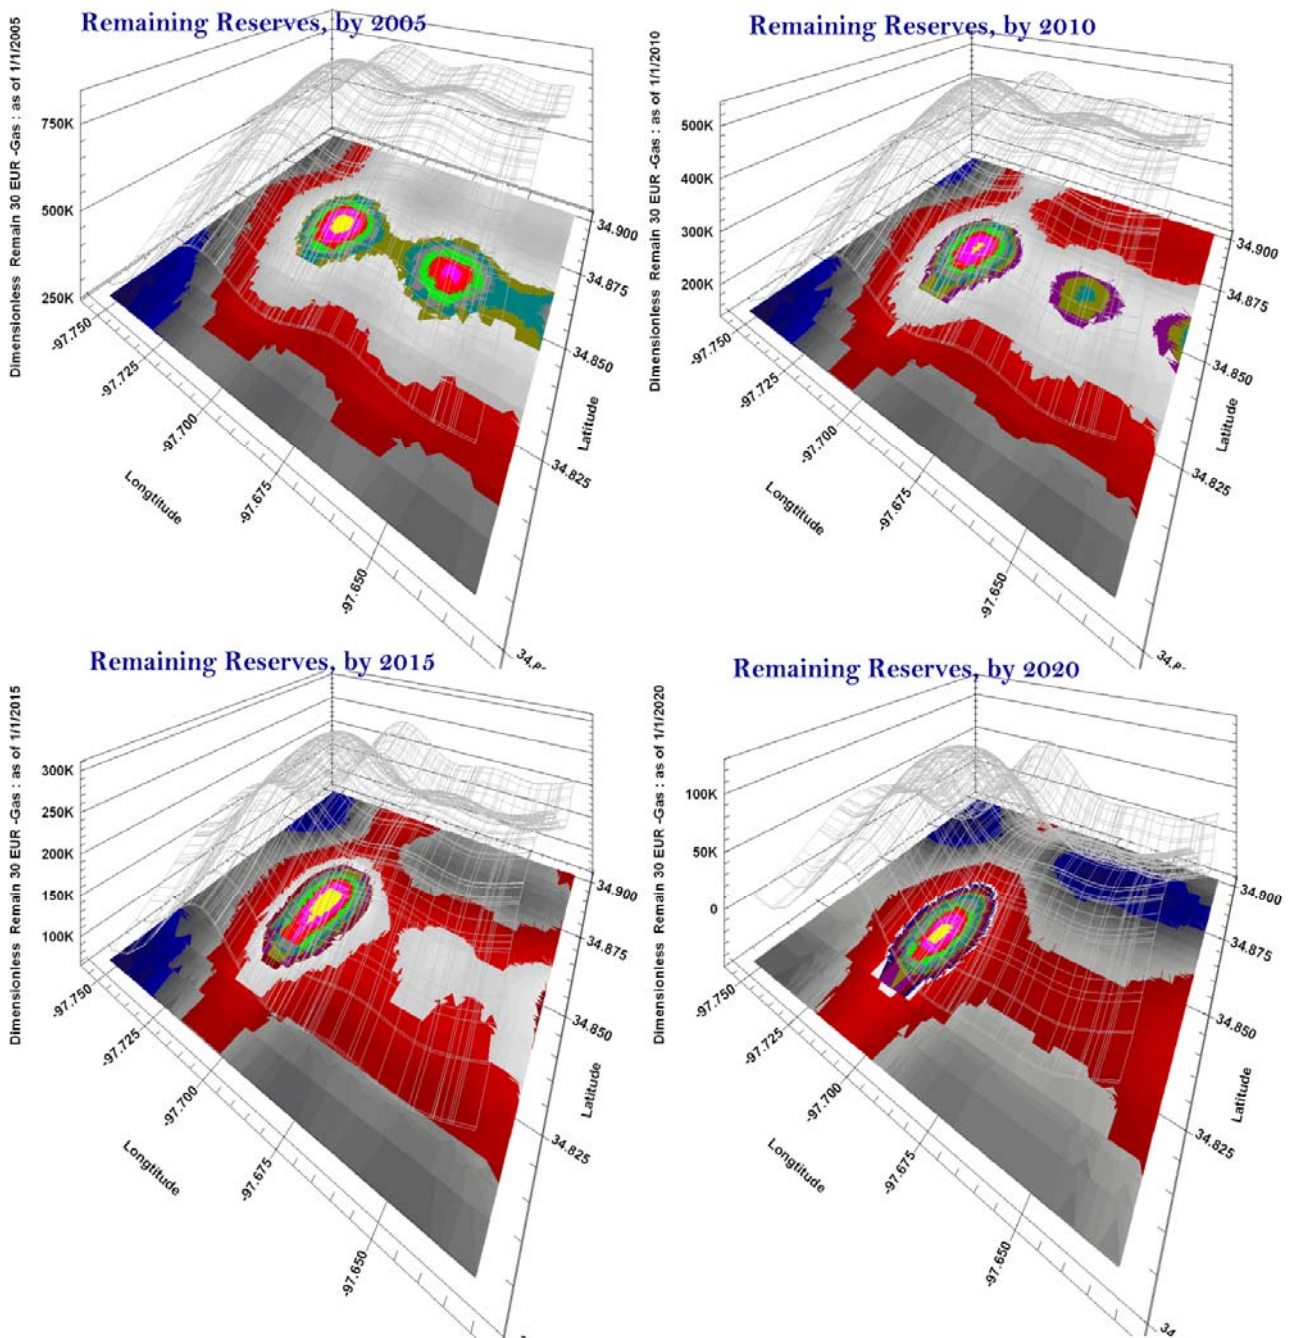 Remaining Reserves, by 2005
Dimensionless Remain 30 EUR -Gas : as of 1/1/2005
750K
500K
250K
-97.750
-97.725
-97.700
-97.675
-97.650
Longtitude
34.900
34.875
34.850
34.825
Latitude
Remaining Reserves, by 2010
Dimensionless Remain 30 EUR -Gas : as of 1/1/2010
500K
400K
300K
200K
-97.750
-97.725
-97.700
-97.675
-97.650
Longtitude
34.900
34.875
34.850
34.825
Latitude
Remaining Reserves, by 2015
Dimensionless Remain 30 EUR -Gas : as of 1/1/2015
300K
250K
200K
150K
100K
-97.750
-97.725
-97.700
-97.675
-97.650
Longtitude
34.900
34.875
34.850
34.825
Latitude
Remaining Reserves, by 2020
Dimensionless Remain 30 EUR -Gas : as of 1/1/2020
100K
50K
0
-97.750
-97.725
-97.700
-97.675
-97.650
Longtitude
34.900
34.875
34.850
34.825
Latitude